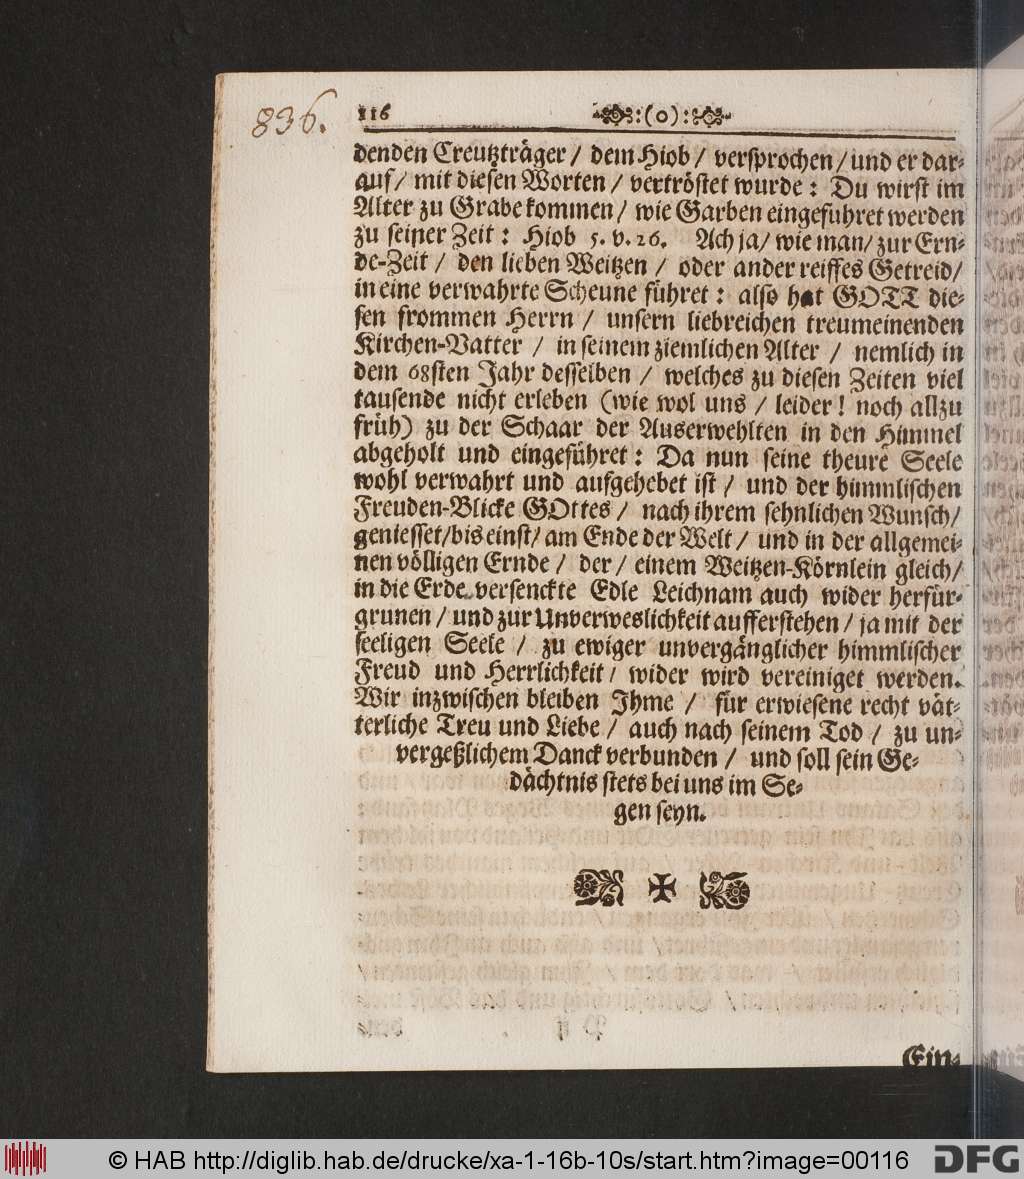 836.
116 :(o):
denden Creutzträger / dem Hiob / versprochen / und er dar-
auf / mit diesen Worten / vertröstet wurde: Du wirst im
Alter zu Grabe kommen / wie Garben eingefuhret werden
zu seiner Zeit: Hiob 5. v. 26. Ach ja / wie man / zur Ern-
de-Zeit / den lieben Weitzen / oder ander reiffes Getreid /
in eine verwahrte Scheune führet: also hat GOTT die-
sen frommen Herrn / unsern liebreichen treumeinenden
Kirchen-Vatter / in seinem ziemlichen Alter / nemlich in
dem 68sten Jahr desselben / welches zu diesen Zeiten viel
tausende nicht erleben (wie wol uns / leider! noch allzu
früh) zu der Schaar der Auserwehlten in den Himmel
abgeholt und eingeführet: Da nun seine theure Seele
wohl verwahrt und aufgehebet ist / und der himmlischen
Freuden-Blicke GOttes / nach ihrem sehnlichen Wunsch /
geniesset / bis einst / am Ende der Welt / und in der allgemei-
nen völligen Ernde / der / einem Weitzen-Körnlein gleich /
in die Erde versenckte Edle Leichnam auch wider herfür-
grunen / und zur Unverweslichkeit aufferstehen / ja mit der
seeligen Seele / zu ewiger unvergänglicher himmlischer
Freud und Herrlichkeit / wider wird vereiniget werden.
Wir inzwischen bleiben Ihme / für erwiesene recht vät-
terliche Treu und Liebe / auch nach seinem Tod / zu un-
vergeßlichem Danck verbunden / und soll sein Ge-
dächtnis stets bei uns im Se-
gen seyn.
Ein-
© HAB http://diglib.hab.de/drucke/xa-1-16b-10s/start.htm?image=00116
DFG